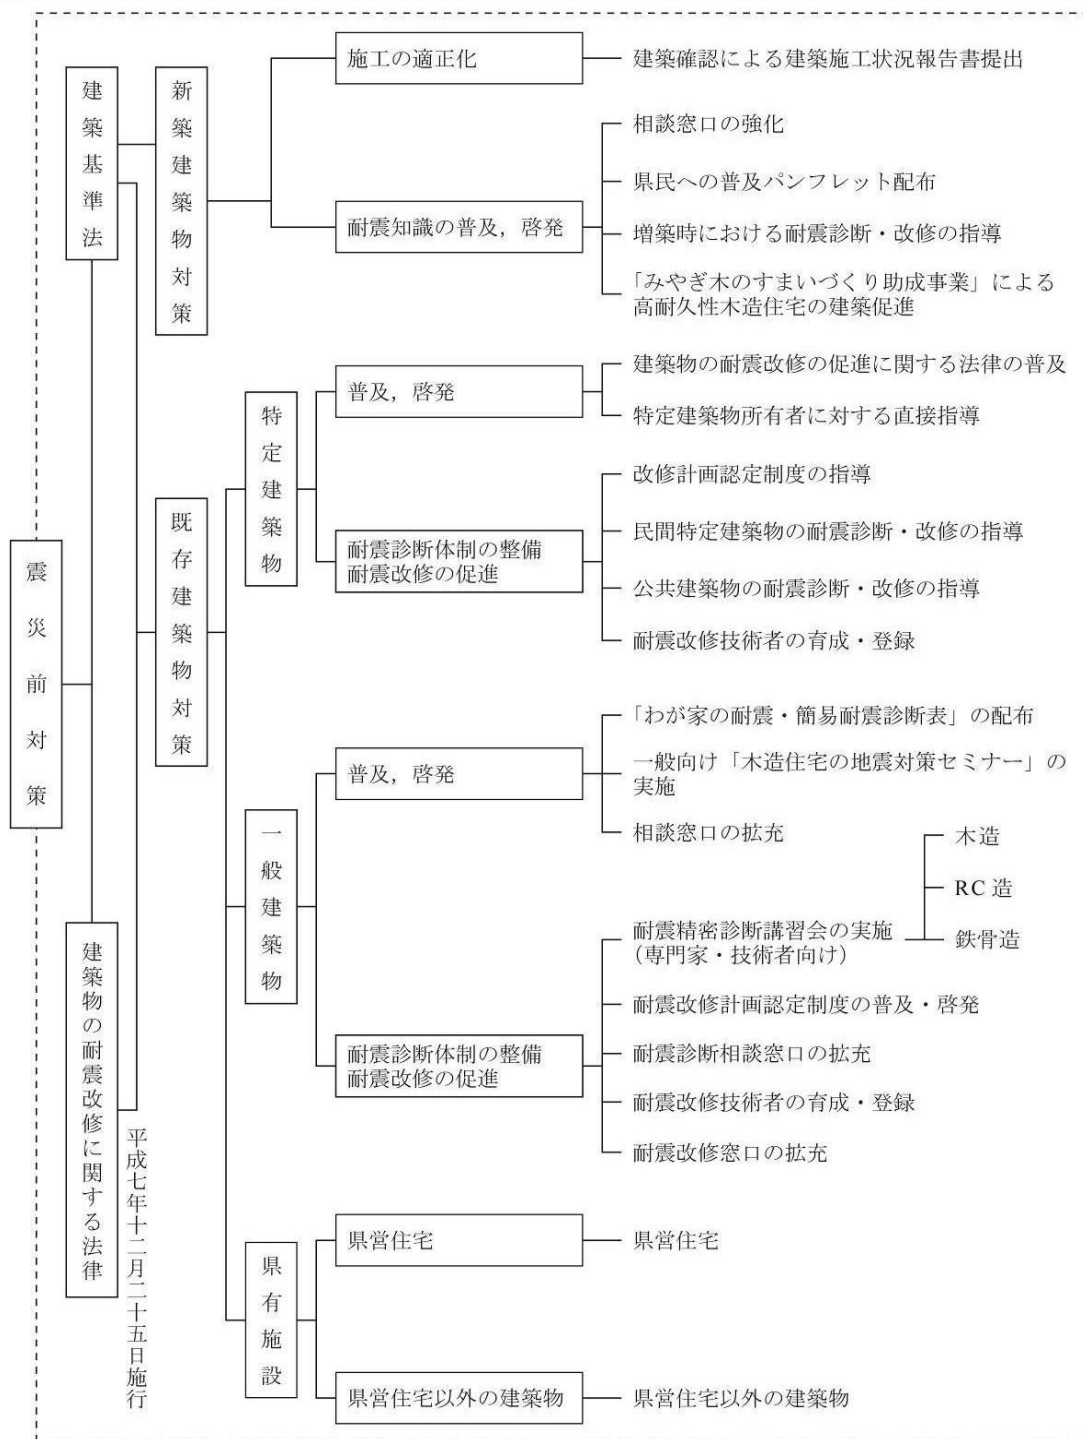 震災前対策
建築基準法
建築物の耐震改修に関する法律
平成七年十二月二十五日施行
新築建築物対策
施工の適正化
建築確認による建築施工状況報告書提出
耐震知識の普及，啓発
相談窓口の強化
県民への普及パンフレット配布
増築時における耐震診断・改修の指導
「みやぎ木のすまいづくり助成事業」による
高耐久性木造住宅の建築促進
既存建築物対策
特定建築物
普及，啓発
建築物の耐震改修の促進に関する法律の普及
特定建築物所有者に対する直接指導
耐震診断体制の整備
耐震改修の促進
改修計画認定制度の指導
民間特定建築物の耐震診断・改修の指導
公共建築物の耐震診断・改修の指導
耐震改修技術者の育成・登録
一般建築物
普及，啓発
「わが家の耐震・簡易耐震診断表」の配布
一般向け「木造住宅の地震対策セミナー」の
実施
相談窓口の拡充
耐震診断体制の整備
耐震改修の促進
耐震精密診断講習会の実施
（専門家・技術者向け）
木造
RC造
鉄骨造
耐震改修計画認定制度の普及・啓発
耐震診断相談窓口の拡充
耐震改修技術者の育成・登録
耐震改修窓口の拡充
県有施設
県営住宅
県営住宅
県営住宅以外の建築物
県営住宅以外の建築物